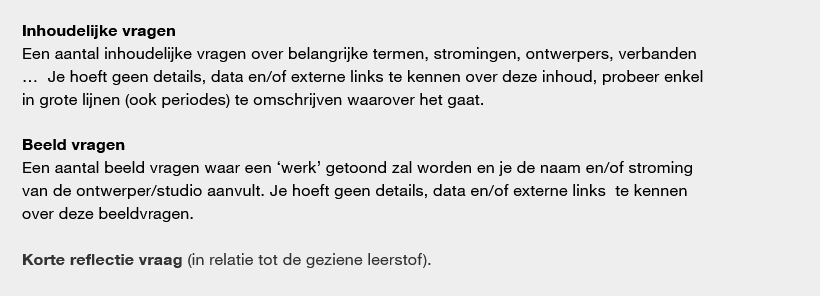 Inhoudelijke vragen
Een aantal inhoudelijke vragen over belangrijke termen, stromingen, ontwerpers, verbanden
… Je hoeft geen details, data en/of externe links te kennen over deze inhoud, probeer enkel
in grote lijnen (ook periodes) te omschrijven waarover het gaat.
Beeld vragen
Een aantal beeld vragen waar een ‘werk’ getoond zal worden en je de naam en/of stroming
van de ontwerper/studio aanvult. Je hoeft geen details, data en/of externe links  te kennen
over deze beeldvragen.
Korte reflectie vraag (in relatie tot de geziene leerstof).